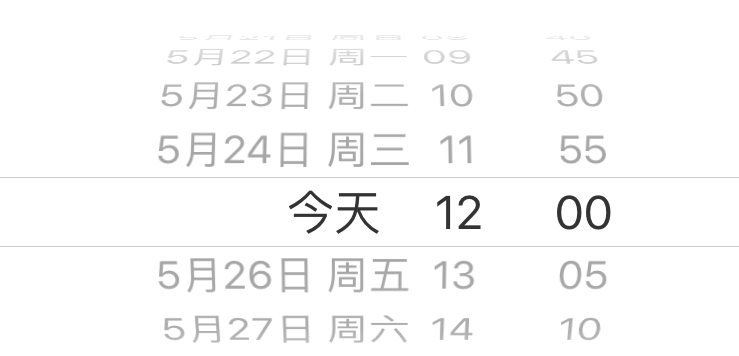 5月22日 周一 09 45
5月23日 周二 10 50
5月24日 周三 11 55
今天 12 00
5月26日 周五 13 05
5月27日 周六 14 10